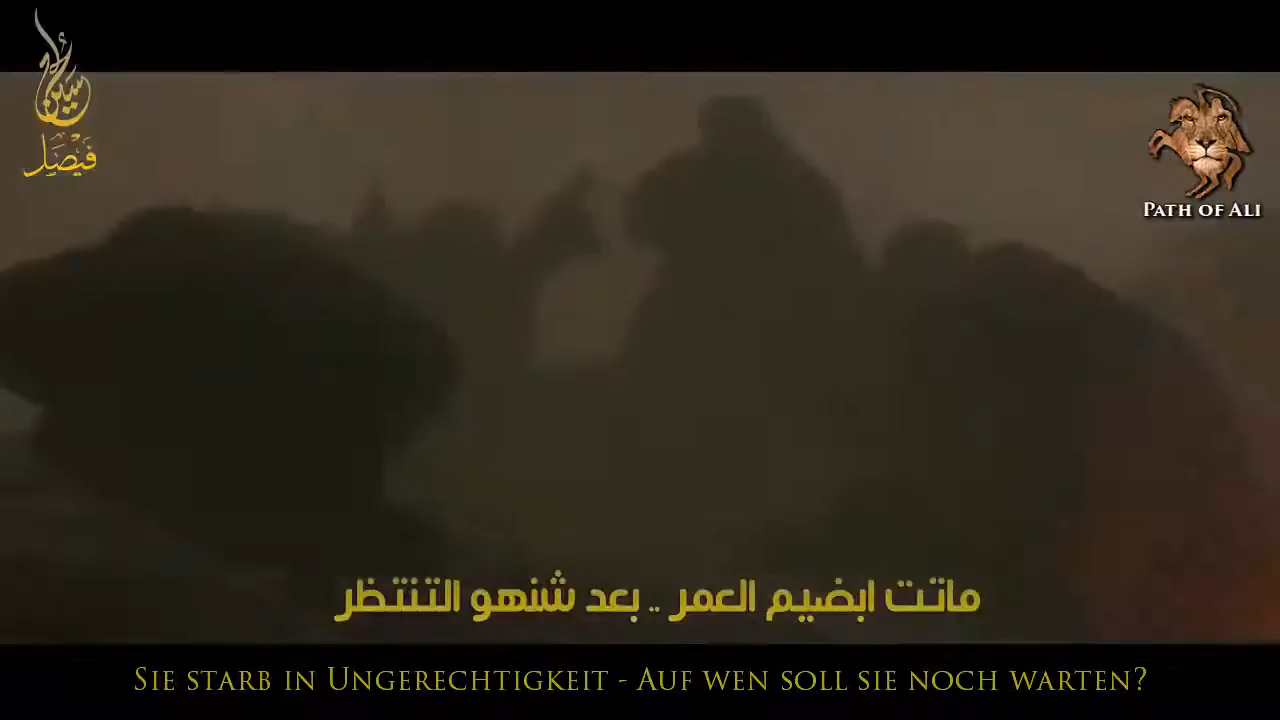 فيصل
PATH OF ALI
ماتت ابضيم العمر .. بعد شنهو التنتظر
SIE STARB IN UNGERECHTIGKEIT - AUF WEN SOLL SIE NOCH WARTEN?